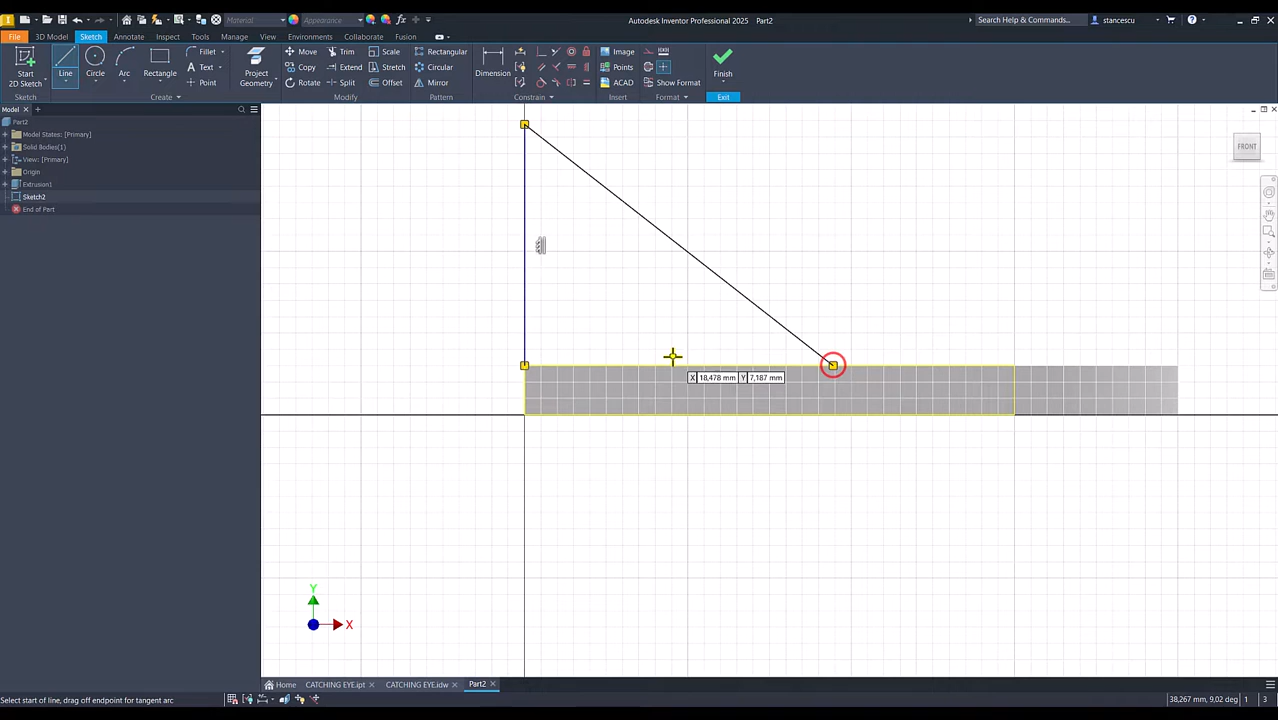 Material
Appearance
Autodesk Inventor Professional 2025 Part2
Search Help & Commands...
stancescu
File
3D Model
Sketch
Annotate
Inspect
Tools
Manage
View
Environments
Collaborate
Fusion
Start
2D Sketch
Line
Circle
Arc
Rectangle
Fillet
Text
Point
Project
Geometry
Move
Copy
Rotate
Trim
Extend
Split
Scale
Stretch
Offset
Rectangular
Circular
Mirror
Dimension
Image
Points
ACAD
Show Format
Finish
Sketch
Create
Modify
Pattern
Constrain
Insert
Format
Exit
Model
Part2
Model States: [Primary]
Solid Bodies(1)
View: [Primary]
Origin
Extrusion1
Sketch2
End of Part
FRONT
X 18,478 mm Y 7,187 mm
Y
X
Home
CATCHING EYE.ipt
CATCHING EYE.idw
Part2
Select start of line, drag off endpoint for tangent arc
38,267 mm, 9,02 deg 1 3